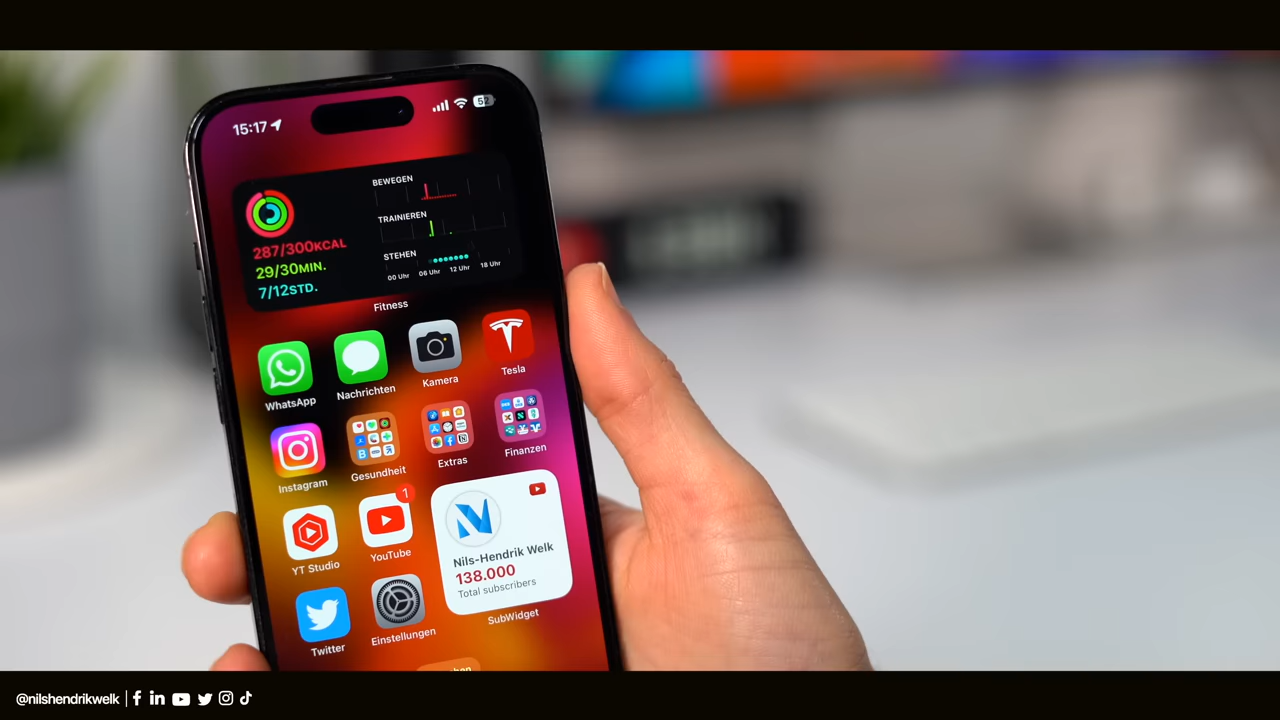 15:17
52
BEWEGEN
TRAINIEREN
STEHEN
00 Uhr 06 Uhr 12 Uhr 18 Uhr
287/300KCAL
29/30MIN.
7/12STD.
Fitness
WhatsApp
Nachrichten
Kamera
Tesla
Instagram
Gesundheit
Extras
Finanzen
YT Studio
1
YouTube
Nils-Hendrik Welk
138.000
Total subscribers
Twitter
Einstellungen
SubWidget
@nilshendrikwelk